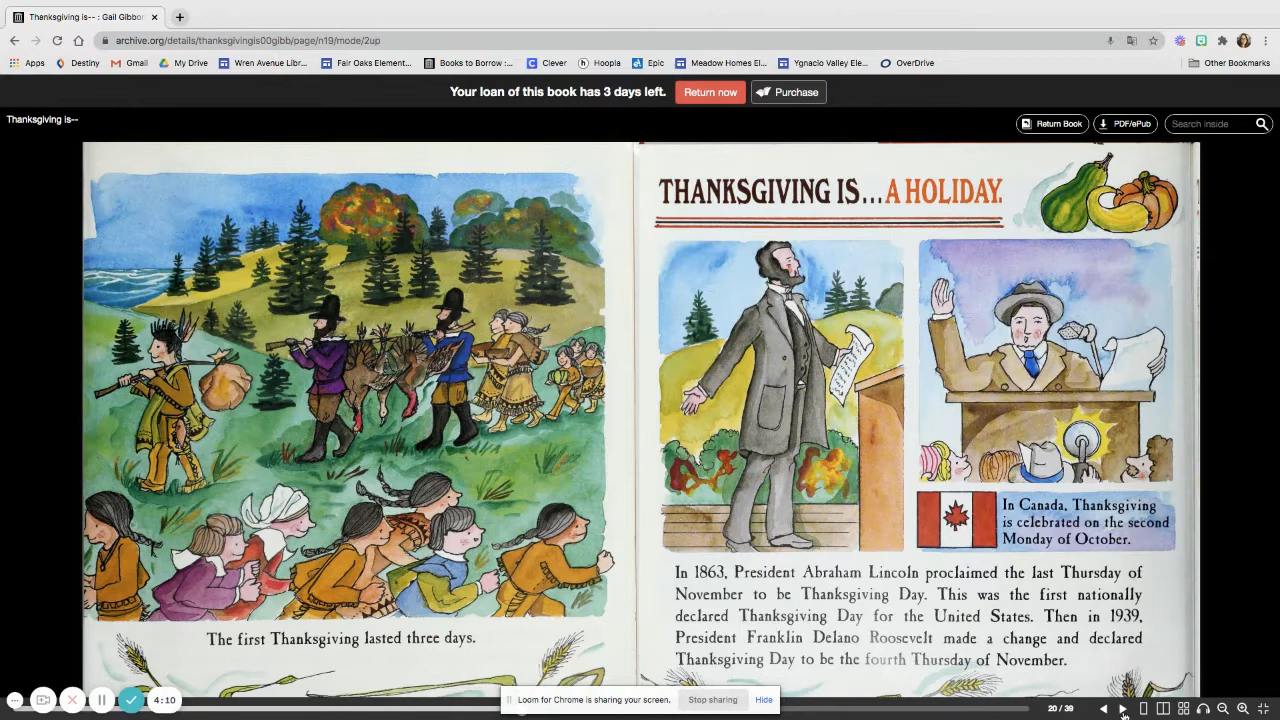 Thanksgiving is-- : Gail Gibbon
archive.org/details/thanksgivingis00gibb/page/n19/mode/2up
Apps Destiny Gmail My Drive Wren Avenue Libr... Fair Oaks Element... Books to Borrow :... Clever Hoopla Epic Meadow Homes El... Ygnacio Valley Ele... OverDrive Other Bookmarks
Your loan of this book has 3 days left. Return now Purchase
Thanksgiving is--
Return Book PDF/ePub Search inside
The first Thanksgiving lasted three days.
THANKSGIVING IS...A HOLIDAY.
In Canada, Thanksgiving
is celebrated on the second
Monday of October.
In 1863, President Abraham Lincoln proclaimed the last Thursday of
November to be Thanksgiving Day. This was the first nationally
declared Thanksgiving Day for the United States. Then in 1939,
President Franklin Delano Roosevelt made a change and declared
Thanksgiving Day to be the fourth Thursday of November.
4:10
Loom for Chrome is sharing your screen. Stop sharing Hide
20 / 39